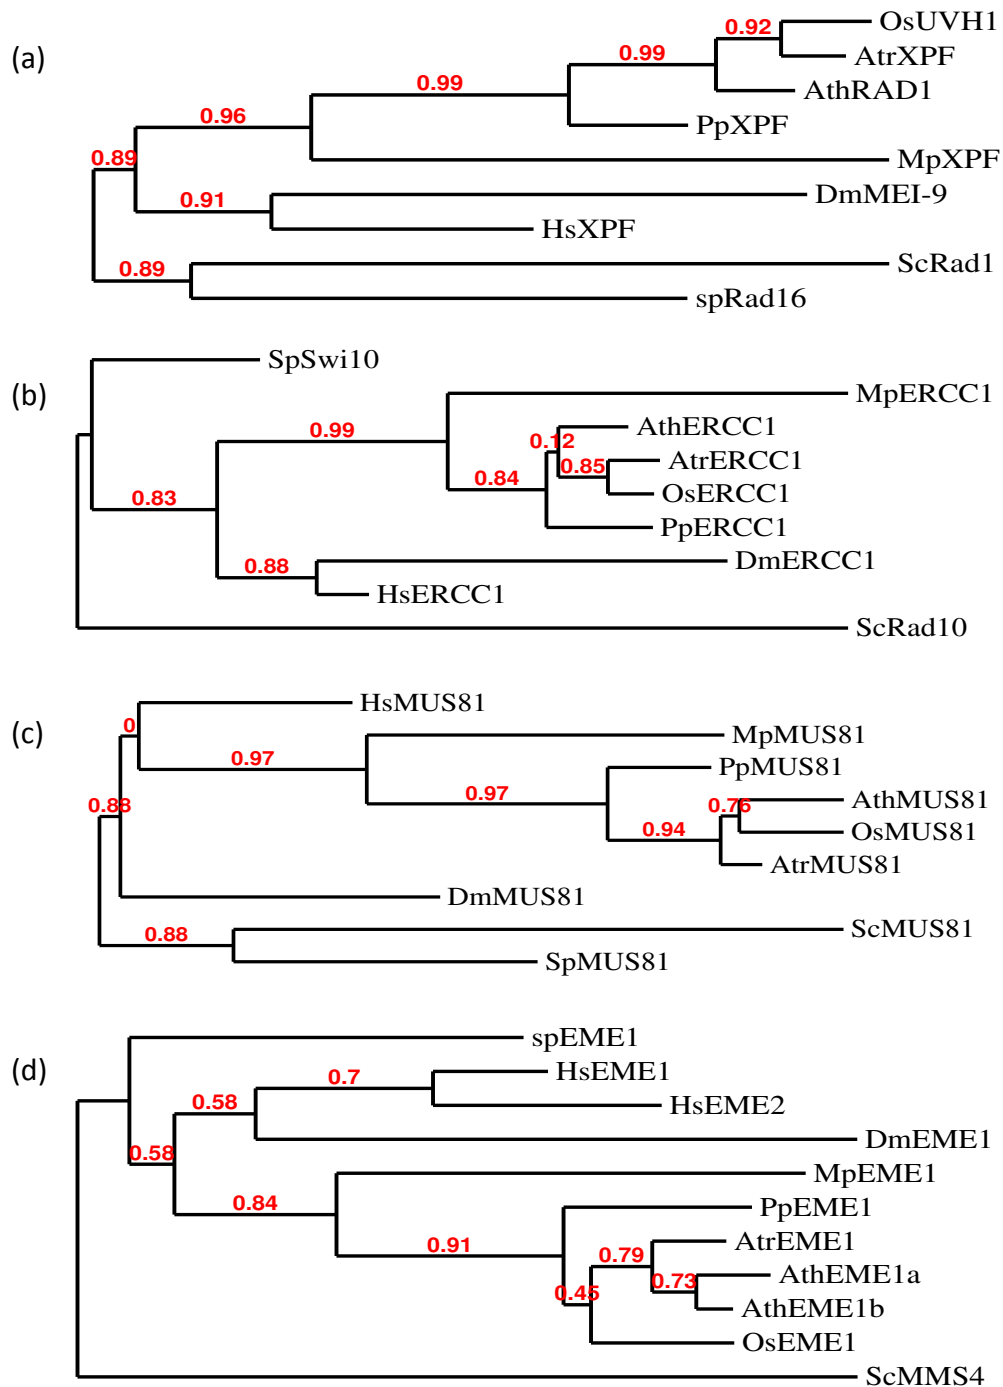 (a)
OsUVH1
0.92
AtrXPF
0.99
AthRAD1
0.99
PpXPF
0.96
MpXPF
0.89
DmMEI-9
0.91
HsXPF
ScRad1
0.89
spRad16
(b)
SpSwi10
MpERCC1
0.99
AthERCC1
0.12
AtrERCC1
0.85
0.84
OsERCC1
0.83
PpERCC1
DmERCC1
0.88
HsERCC1
ScRad10
(c)
HsMUS81
0
MpMUS81
0.97
PpMUS81
0.97
AthMUS81
0.76
0.88
OsMUS81
0.94
AtrMUS81
DmMUS81
ScMUS81
0.88
SpMUS81
(d)
spEME1
HsEME1
0.7
HsEME2
0.58
DmEME1
0.58
MpEME1
0.84
PpEME1
0.91
AtrEME1
0.79
AthEME1a
0.73
0.45
AthEME1b
OsEME1
ScMMS4